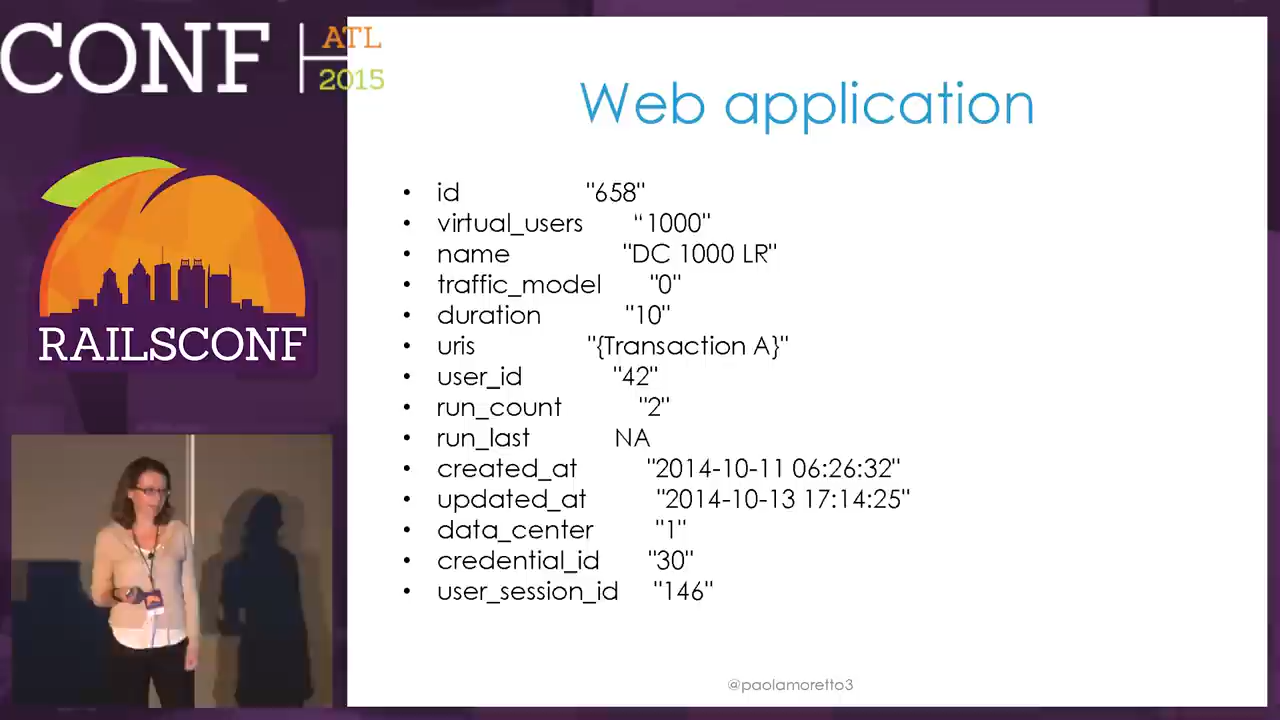 CONF
ATL
2015
RAILSCONF
Web application
• id "658"
• virtual_users “1000"
• name "DC 1000 LR"
• traffic_model "0"
• duration "10"
• uris "{Transaction A}"
• user_id "42"
• run_count "2"
• run_last NA
• created_at "2014-10-11 06:26:32"
• updated_at "2014-10-13 17:14:25"
• data_center "1"
• credential_id "30"
• user_session_id "146"
@paolamoretto3